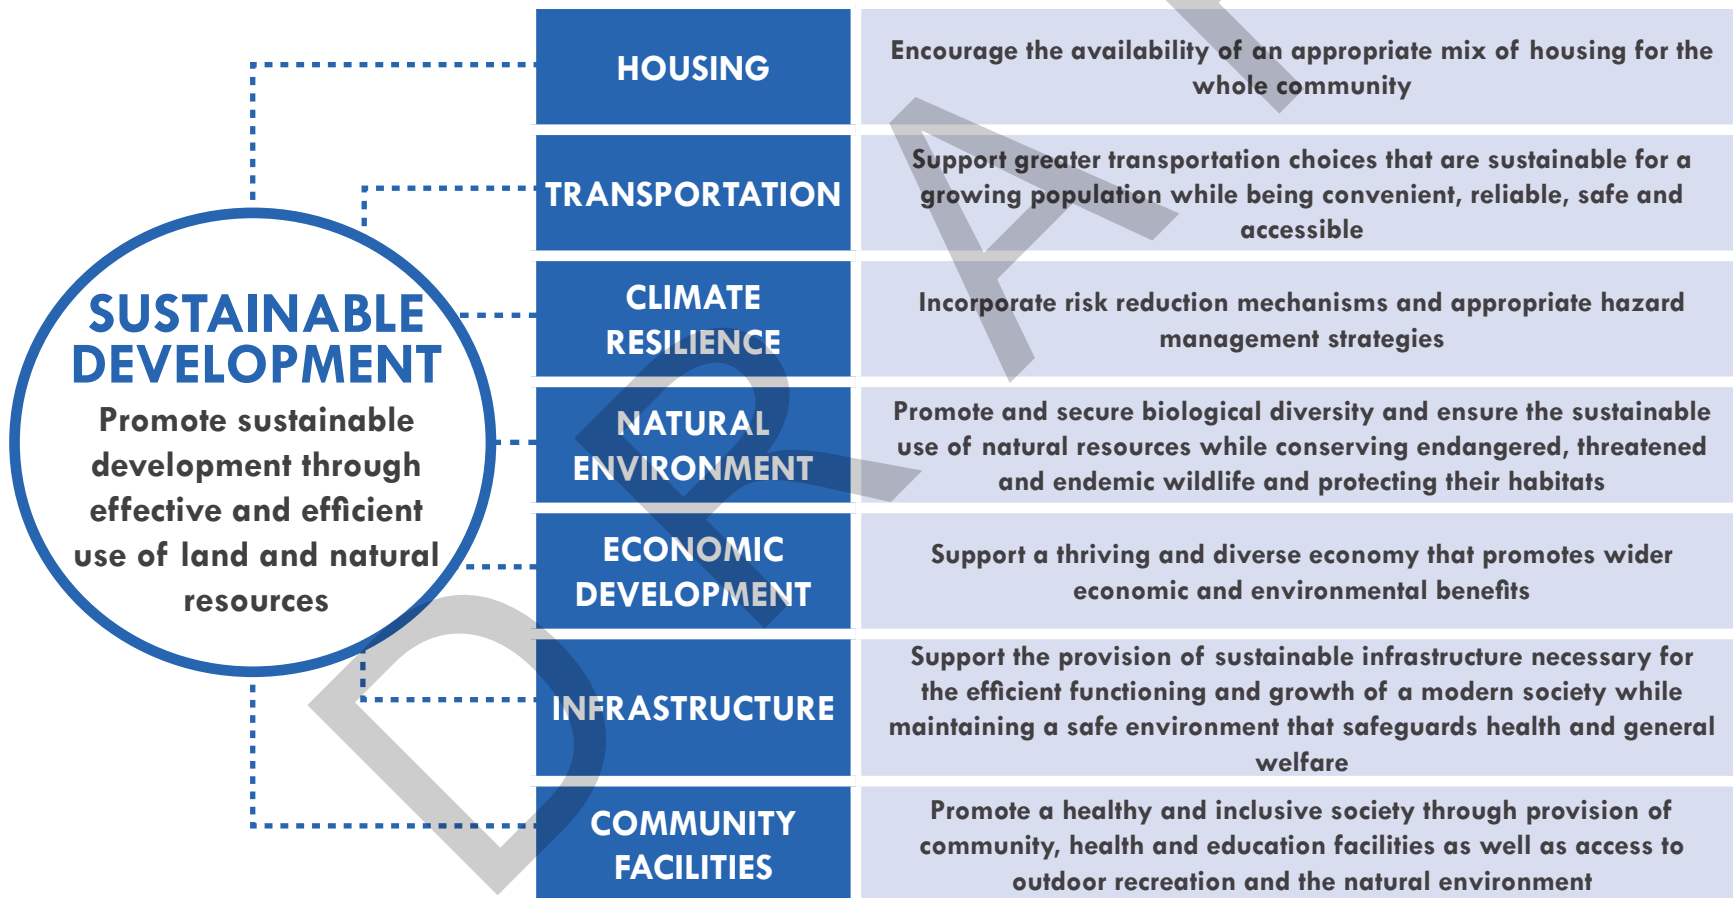 SUSTAINABLE
DEVELOPMENT
Promote sustainable
development through
effective and efficient
use of land and natural
resources
HOUSING
Encourage the availability of an appropriate mix of housing for the
whole community
TRANSPORTATION
Support greater transportation choices that are sustainable for a
growing population while being convenient, reliable, safe and
accessible
CLIMATE
RESILIENCE
Incorporate risk reduction mechanisms and appropriate hazard
management strategies
NATURAL
ENVIRONMENT
Promote and secure biological diversity and ensure the sustainable
use of natural resources while conserving endangered, threatened
and endemic wildlife and protecting their habitats
ECONOMIC
DEVELOPMENT
Support a thriving and diverse economy that promotes wider
economic and environmental benefits
INFRASTRUCTURE
Support the provision of sustainable infrastructure necessary for
the efficient functioning and growth of a modern society while
maintaining a safe environment that safeguards health and general
welfare
COMMUNITY
FACILITIES
Promote a healthy and inclusive society through provision of
community, health and education facilities as well as access to
outdoor recreation and the natural environment